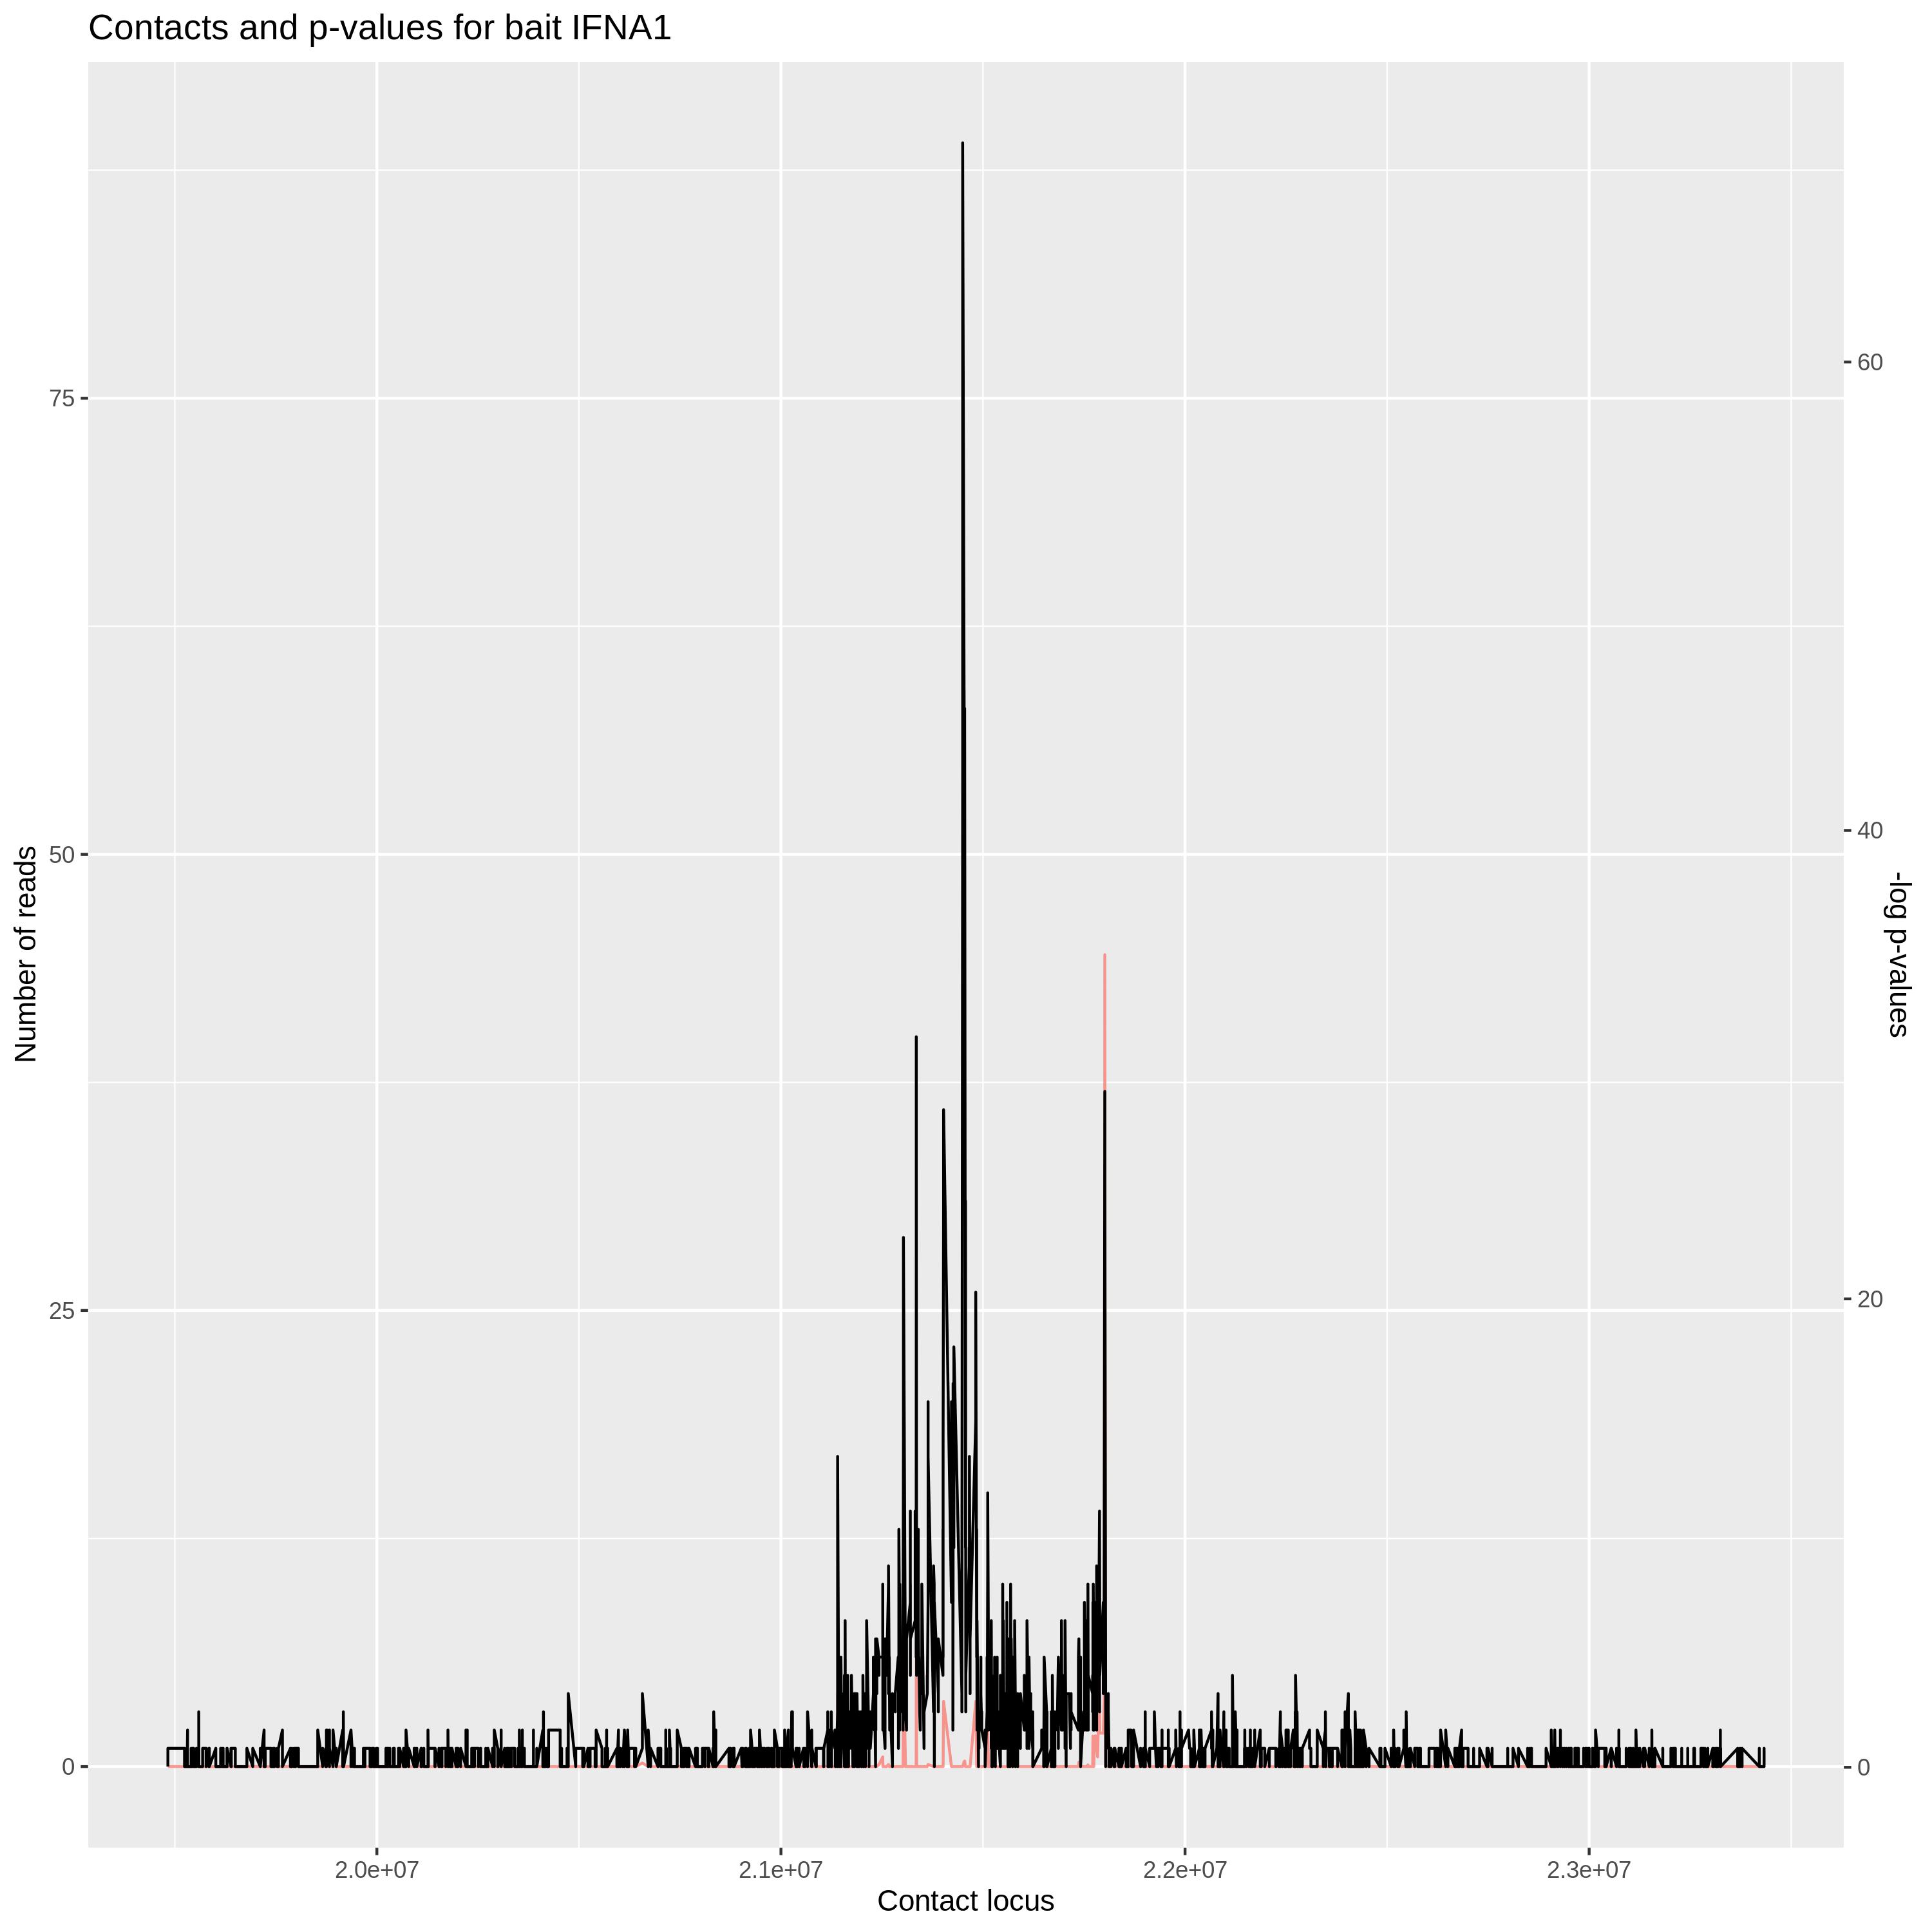 Contacts and p-values for bait IFNA1
Number of reads
75
50
25
0
60
40
20
0
-log p-values
2.0e+07
2.1e+07
2.2e+07
2.3e+07
Contact locus